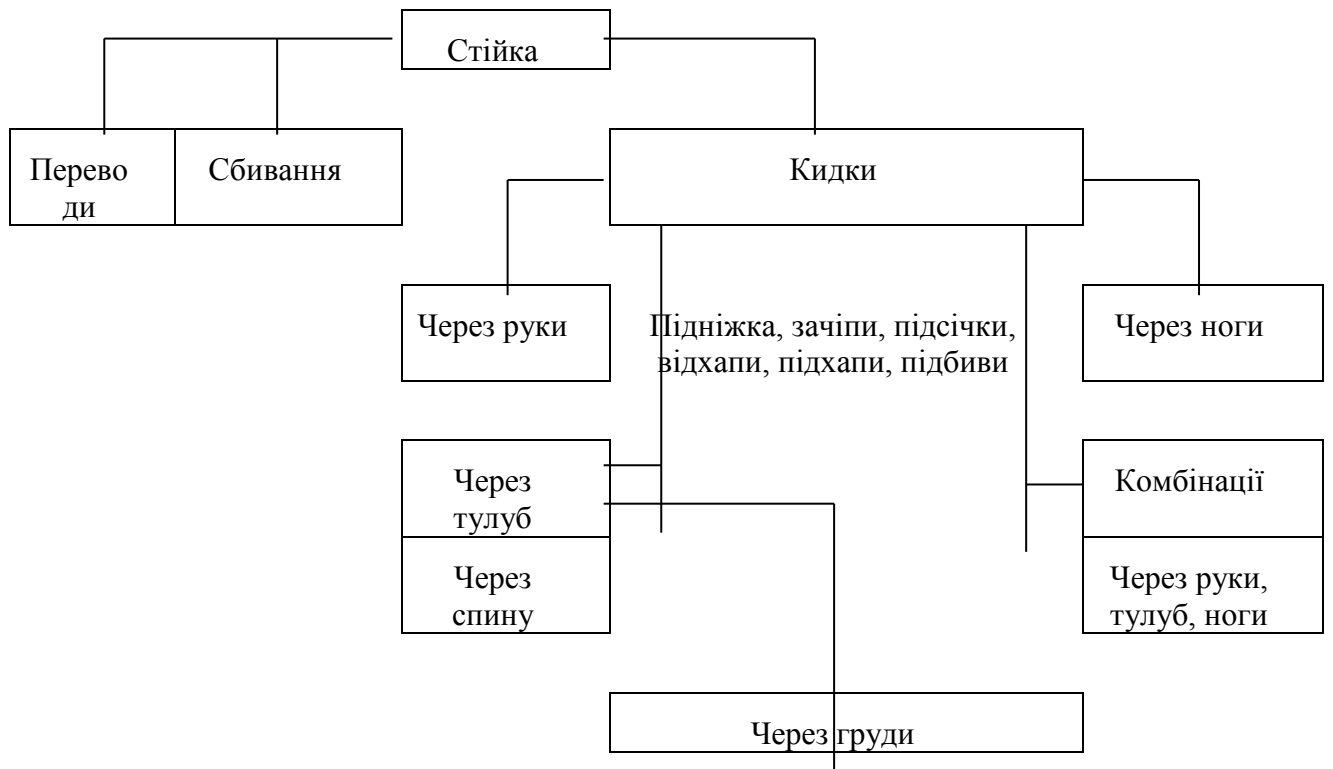 Стійка
Перево
ди
Сбивання
Кидки
Через руки
Підніжка, зачіпи, підсічки,
відхапи, підхапи, підбиви
Через ноги
Через
тулуб
Комбінації
Через
спину
Через руки,
тулуб, ноги
Через груди